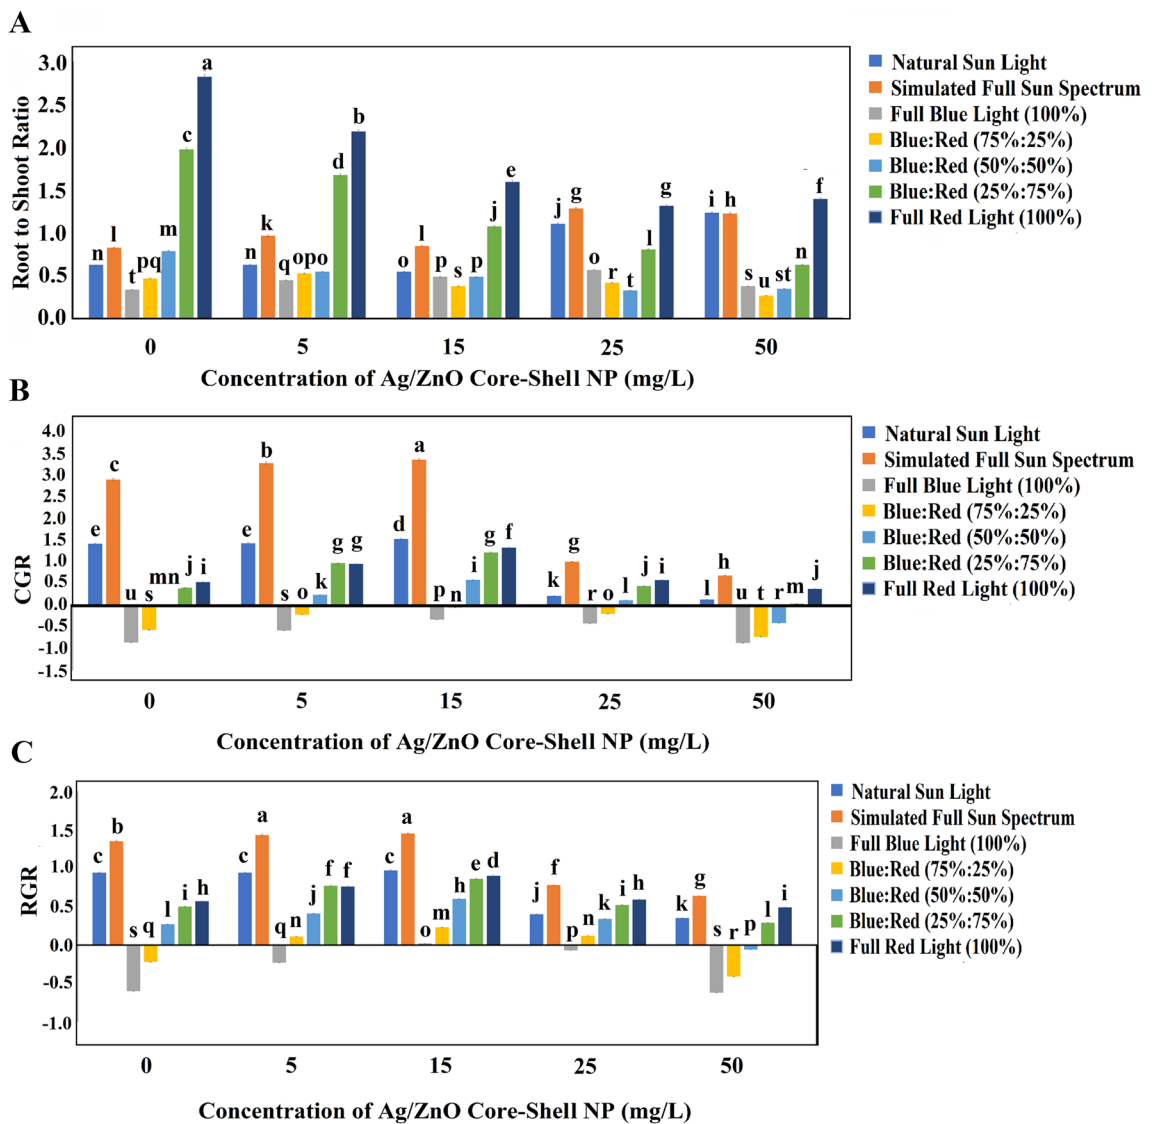 A
Root to Shoot Ratio
3.0
2.5
2.0
1.5
1.0
0.5
0.0
n l t pq m c a
n k q op o d b
o l p s p j e
j g o r t l g
i h s u st n f
0 5 15 25 50
Concentration of Ag/ZnO Core-Shell NP (mg/L)
Natural Sun Light
Simulated Full Sun Spectrum
Full Blue Light (100%)
Blue:Red (75%:25%)
Blue:Red (50%:50%)
Blue:Red (25%:75%)
Full Red Light (100%)
B
CGR
4.0
3.5
3.0
2.5
2.0
1.5
1.0
0.5
0.0
-0.5
-1.0
-1.5
e c u s mn j i
e b s o k g g
d a p n i g f
k g r o l j i
l h u t r m j
0 5 15 25 50
Concentration of Ag/ZnO Core-Shell NP (mg/L)
Natural Sun Light
Simulated Full Sun Spectrum
Full Blue Light (100%)
Blue:Red (75%:25%)
Blue:Red (50%:50%)
Blue:Red (25%:75%)
Full Red Light (100%)
C
RGR
2.0
1.5
1.0
0.5
0.0
-0.5
-1.0
c b s q l i h
c a q n j f f
c a o m h e d
j f p n k i h
k g s r p l i
0 5 15 25 50
Concentration of Ag/ZnO Core-Shell NP (mg/L)
Natural Sun Light
Simulated Full Sun Spectrum
Full Blue Light (100%)
Blue:Red (75%:25%)
Blue:Red (50%:50%)
Blue:Red (25%:75%)
Full Red Light (100%)